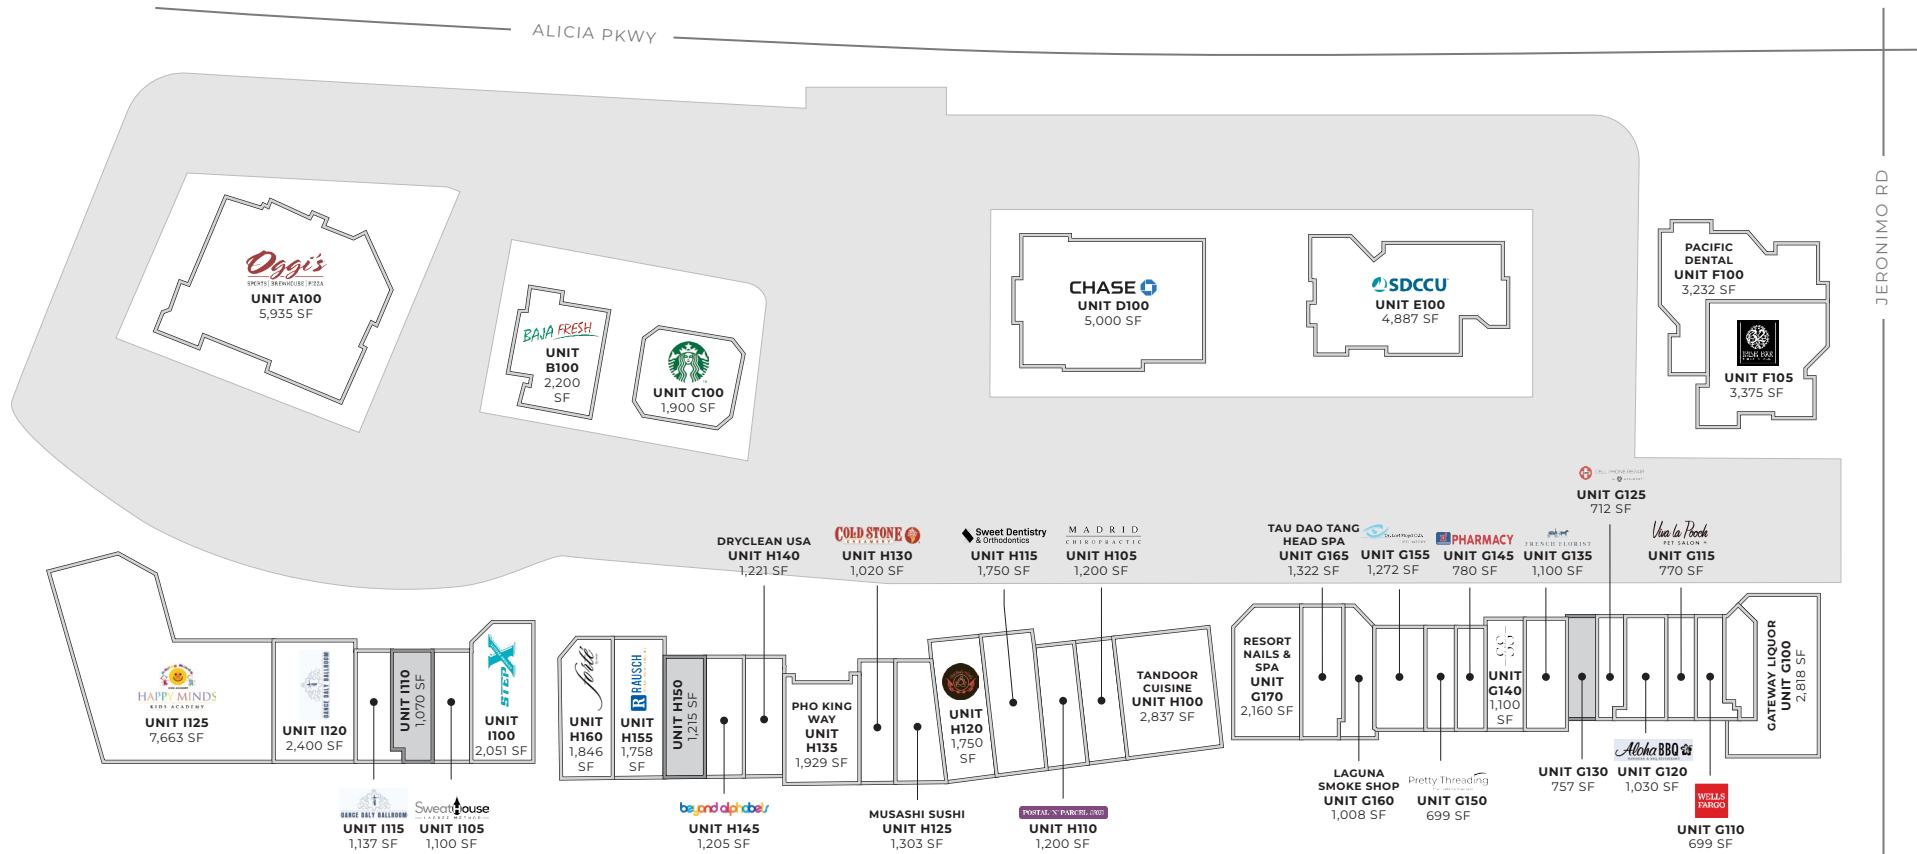 ALICIA PKWY
JERONIMO RD
Oggi's
SPORTS | BREWHOUSE | PIZZA
UNIT A100
5,935 SF
BAJA FRESH
UNIT
B100
2,200
SF
UNIT C100
1,900 SF
CHASE
UNIT D100
5,000 SF
SDCCU
UNIT E100
4,887 SF
PACIFIC
DENTAL
UNIT F100
3,232 SF
UNIT F105
3,375 SF
CELL PHONE REPAIR
UNIT G125
712 SF
DRYCLEAN USA
UNIT H140
1,221 SF
COLD STONE
CREAMERY
UNIT H130
1,020 SF
Sweet Dentistry
& Orthodontics
UNIT H115
1,750 SF
MADRID
CHIROPRACTIC
UNIT H105
1,200 SF
TAU DAO TANG
HEAD SPA
UNIT G165
1,322 SF
UNIT G155
1,272 SF
PHARMACY
UNIT G145
780 SF
FRENCH FLORIST
UNIT G135
1,100 SF
Viva la Pooch
PET SALON
UNIT G115
770 SF
HAPPY MINDS
KIDS ACADEMY
UNIT I125
7,663 SF
DANCE DALY BALLROOM
UNIT I120
2,400 SF
UNIT I110
1,070 SF
STEPX
UNIT
I100
2,051 SF
UNIT
H160
1,846
SF
RAUSCH
UNIT
H155
1,758
SF
UNIT H150
1,215 SF
PHO KING
WAY
UNIT
H135
1,929 SF
UNIT
H120
1,750
SF
TANDOOR
CUISINE
UNIT H100
2,837 SF
RESORT
NAILS &
SPA
UNIT
G170
2,160 SF
UNIT
G140
1,100
SF
GATEWAY LIQUOR
UNIT G100
2,818 SF
DANCE DALY BALLROOM
UNIT I115
1,137 SF
SweatHouse
LAGREE METHOD
UNIT I105
1,100 SF
beyond alphabets
UNIT H145
1,205 SF
MUSASHI SUSHI
UNIT H125
1,303 SF
POSTAL 'N' PARCEL
UNIT H110
1,200 SF
LAGUNA
SMOKE SHOP
UNIT G160
1,008 SF
Pretty Threading
UNIT G150
699 SF
UNIT G130
757 SF
Aloha BBQ
UNIT G120
1,030 SF
WELLS
FARGO
UNIT G110
699 SF